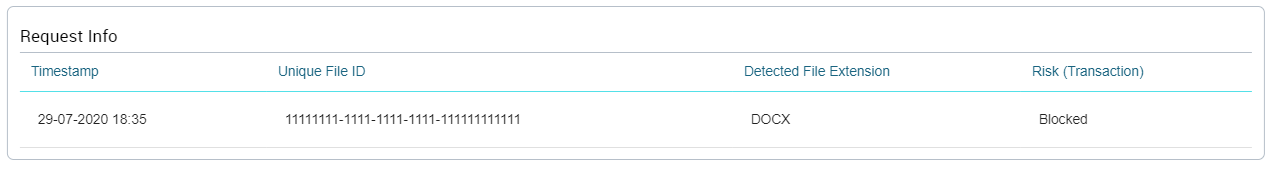 Request Info
Timestamp Unique File ID Detected File Extension Risk (Transaction)
29-07-2020 18:35 11111111-1111-1111-1111-111111111111 DOCX Blocked